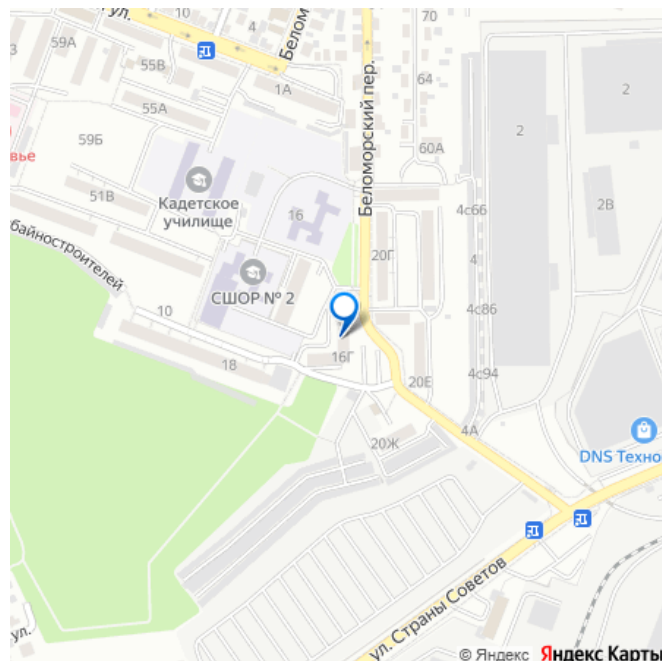 70
10
4
59А
ул.
Белом
55В
64
1А
2
2
55А
59Б
Беломорский пер.
60А
вье
51В
Кадетское
училище
16
4с66
2В
20Г
4
байностроителей
СШОР № 2
10
4с86
18
16Г
20Е
4с94
4А
20Ж
DNS Техно
ул.
ул. Страны Советов
© Яндекс Яндекс Карты